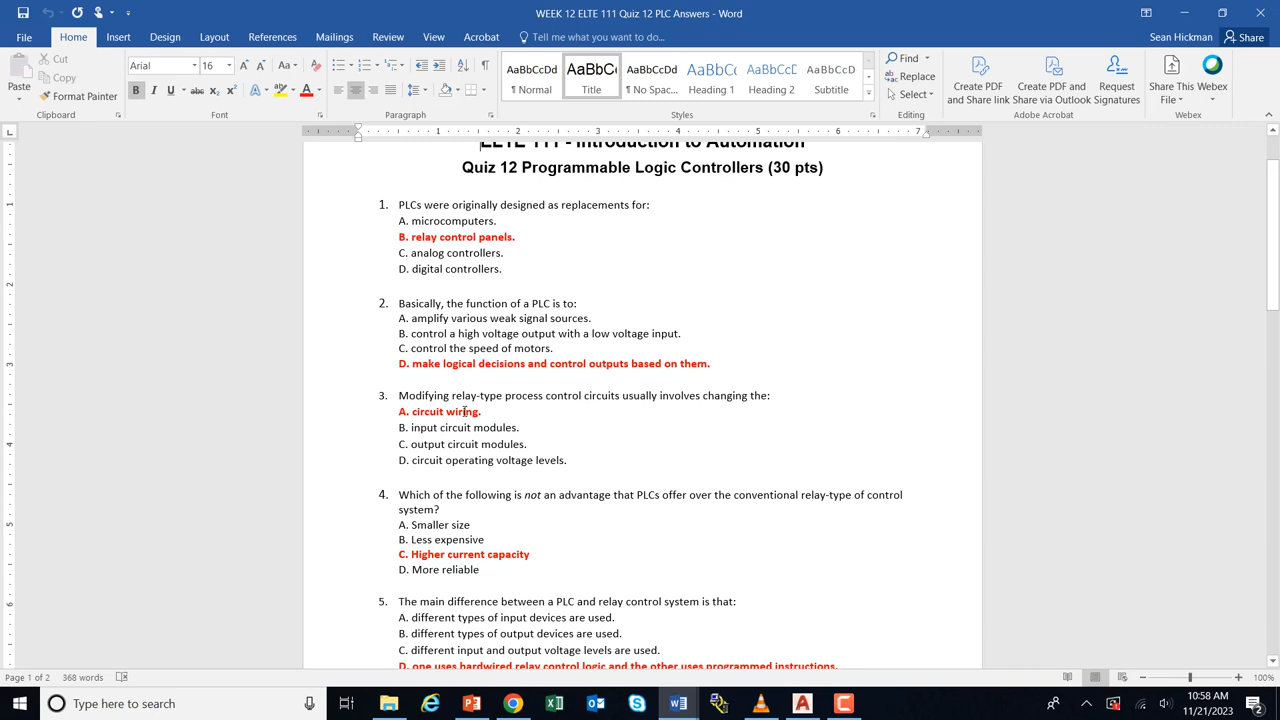 WEEK 12 ELTE 111 Quiz Answers - Word
Sean Hickman
File Home Insert Design Layout References Mailings Review View Acrobat Tell me what you want to do... Share
Cut
Copy
Format Painter
Paste
Clipboard
Arial 16
Font
Paragraph
AaBbCcDd AaBbC AaBbCcDd AaBbC AaBbCcD AaBbCcD
¶ Normal Title ¶ No Spac... Heading 1 Heading 2 Subtitle
Styles
Find
Replace
Select
Editing
Create PDF and Share link
Create PDF and Share via Outlook
Request Signatures
Adobe Acrobat
Share This File
Webex
Webex
1 2 3 4 5 6 7
ELTE 111 - Introduction to Automation
Quiz 12 Programmable Logic Controllers (30 pts)
1. PLCs were originally designed as replacements for:
A. microcomputers.
B. relay control panels.
C. analog controllers.
D. digital controllers.
2. Basically, the function of a PLC is to:
A. amplify various weak signal sources.
B. control a high voltage output with a low voltage input.
C. control the speed of motors.
D. make logical decisions and control outputs based on them.
3. Modifying relay-type process control circuits usually involves changing the:
A. circuit wiring.
B. input circuit modules.
C. output circuit modules.
D. circuit operating voltage levels.
4. Which of the following is not an advantage that PLCs offer over the conventional relay-type of control
system?
A. Smaller size
B. Less expensive
C. Higher current capacity
D. More reliable
5. The main difference between a PLC and relay control system is that:
A. different types of input devices are used.
B. different types of output devices are used.
C. different input and output voltage levels are used.
D. one uses hardwired relay control logic and the other uses programmed instructions.
Page 1 of 2 368 words
100%
Type here to search
10:58 AM
11/21/2023